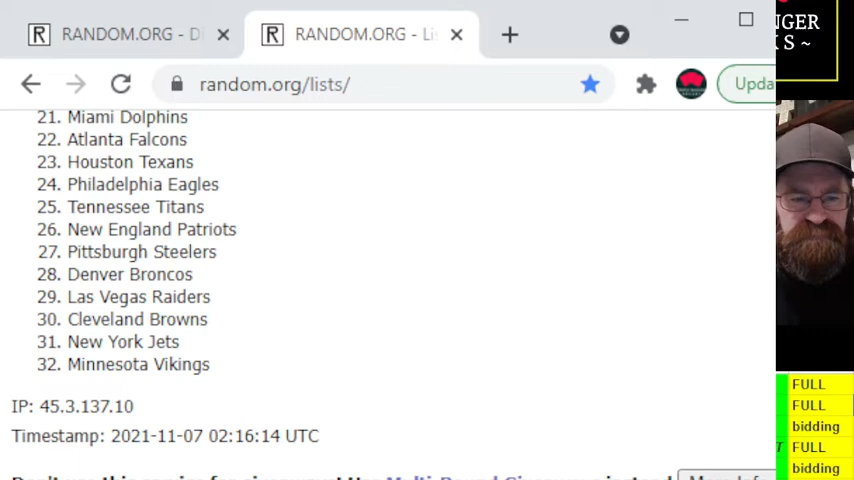 RANDOM.ORG - Di
RANDOM.ORG - Lis
NGER
K S ~
random.org/lists/
Upda
21. Miami Dolphins
22. Atlanta Falcons
23. Houston Texans
24. Philadelphia Eagles
25. Tennessee Titans
26. New England Patriots
27. Pittsburgh Steelers
28. Denver Broncos
29. Las Vegas Raiders
30. Cleveland Browns
31. New York Jets
32. Minnesota Vikings
IP: 45.3.137.10
Timestamp: 2021-11-07 02:16:14 UTC
FULL
FULL
bidding
T FULL
bidding